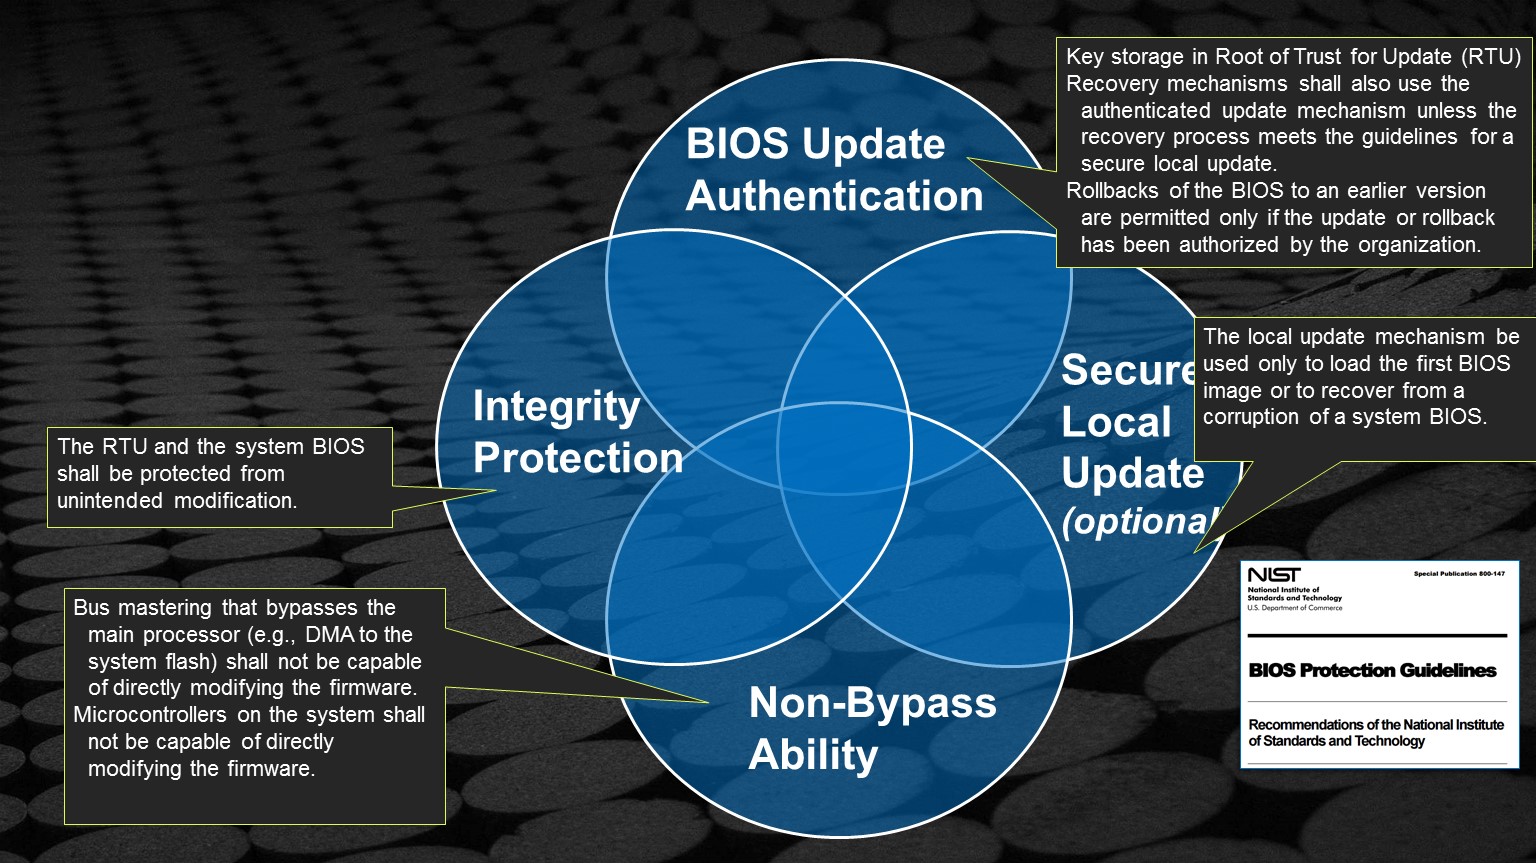 BIOS Update
Authentication
Key storage in Root of Trust for Update (RTU)
Recovery mechanisms shall also use the
authenticated update mechanism unless the
recovery process meets the guidelines for a
secure local update.
Rollbacks of the BIOS to an earlier version
are permitted only if the update or rollback
has been authorized by the organization.
Integrity
Protection
Secure
Local
Update
(optional
The local update mechanism be
used only to load the first BIOS
image or to recover from a
corruption of a system BIOS.
The RTU and the system BIOS
shall be protected from
unintended modification.
Bus mastering that bypasses the
main processor (e.g., DMA to the
system flash) shall not be capable
of directly modifying the firmware.
Microcontrollers on the system shall
not be capable of directly
modifying the firmware.
Non-Bypass
Ability
NIST
National Institute of
Standards and Technology
U.S. Department of Commerce
Special Publication 800-147
BIOS Protection Guidelines
Recommendations of the National Institute
of Standards and Technology